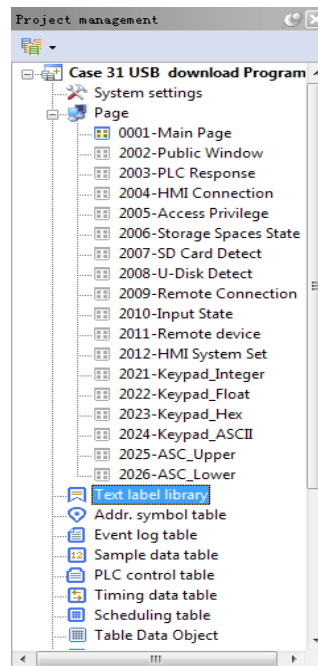 Project management
Case 31 USB download Program
System settings
Page
0001-Main Page
2002-Public Window
2003-PLC Response
2004-HMI Connection
2005-Access Privilege
2006-Storage Spaces State
2007-SD Card Detect
2008-U-Disk Detect
2009-Remote Connection
2010-Input State
2011-Remote device
2012-HMI System Set
2021-Keypad_Integer
2022-Keypad_Float
2023-Keypad_Hex
2024-Keypad_ASCII
2025-ASC_Upper
2026-ASC_Lower
Text label library
Addr. symbol table
Event log table
12 Sample data table
PLC control table
Timing data table
Scheduling table
Table Data Object